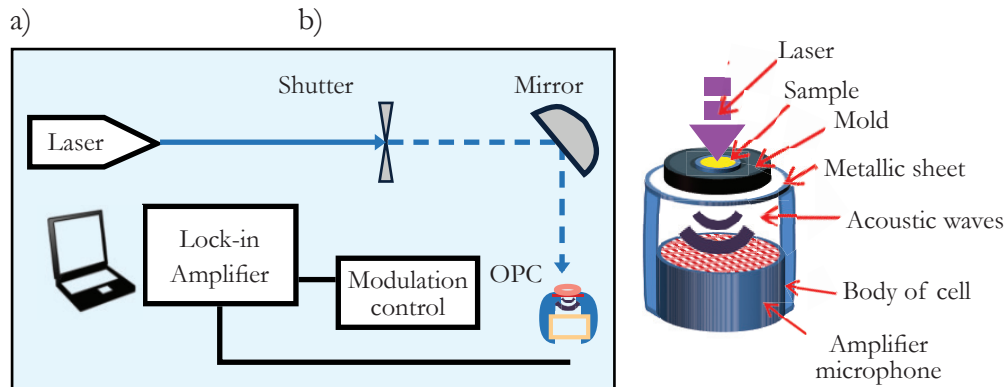 a)
b)
Shutter
Mirror
Laser
Lock-in
Amplifier
Modulation
control
OPC
Laser
Sample
Mold
Metallic sheet
Acoustic waves
Body of cell
Amplifier
microphone